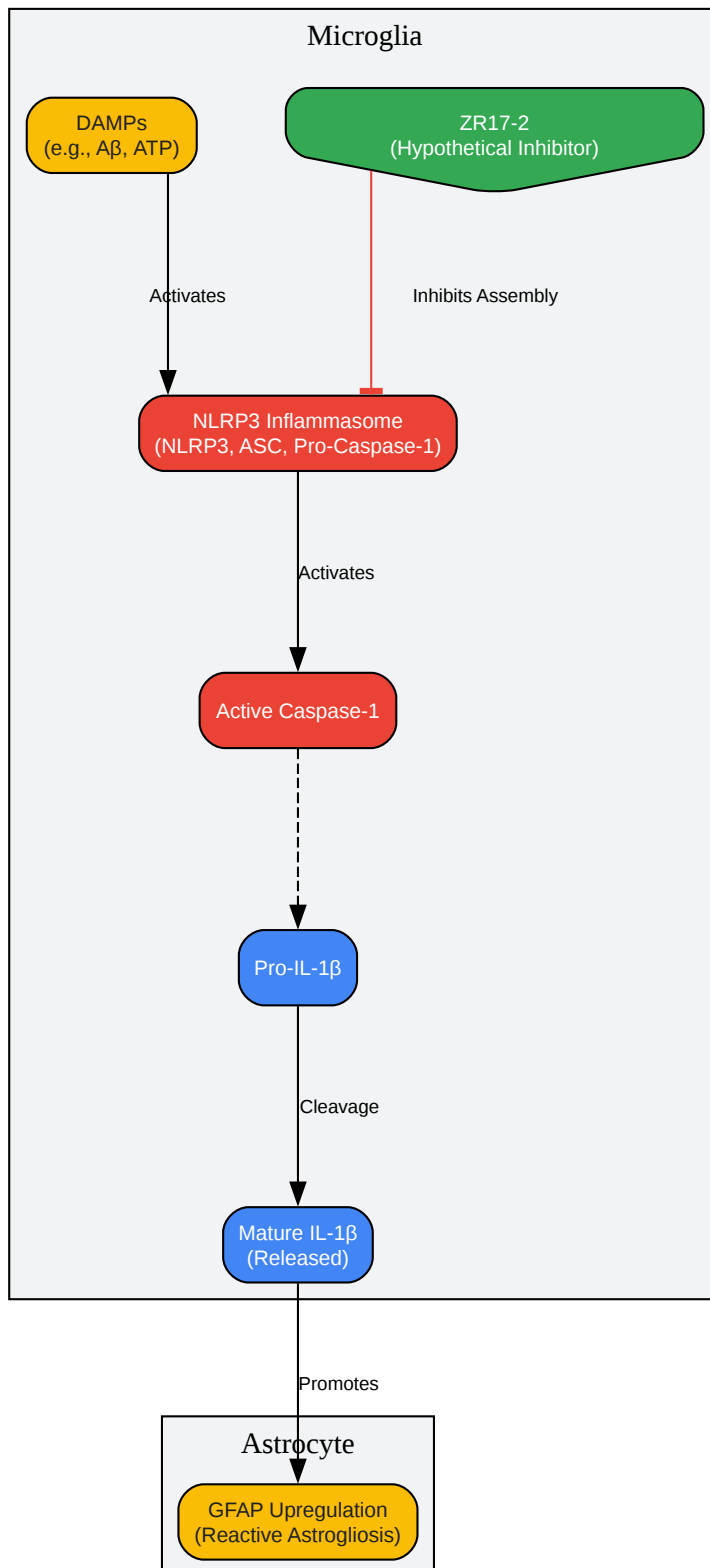 Microglia
DAMPs
(e.g., Aβ, ATP)
ZR17-2
(Hypothetical Inhibitor)
Activates
Inhibits Assembly
NLRP3 Inflammasome
(NLRP3, ASC, Pro-Caspase-1)
Activates
Active Caspase-1
Pro-IL-1β
Cleavage
Mature IL-1β
(Released)
Promotes
Astrocyte
GFAP Upregulation
(Reactive Astrogliosis)